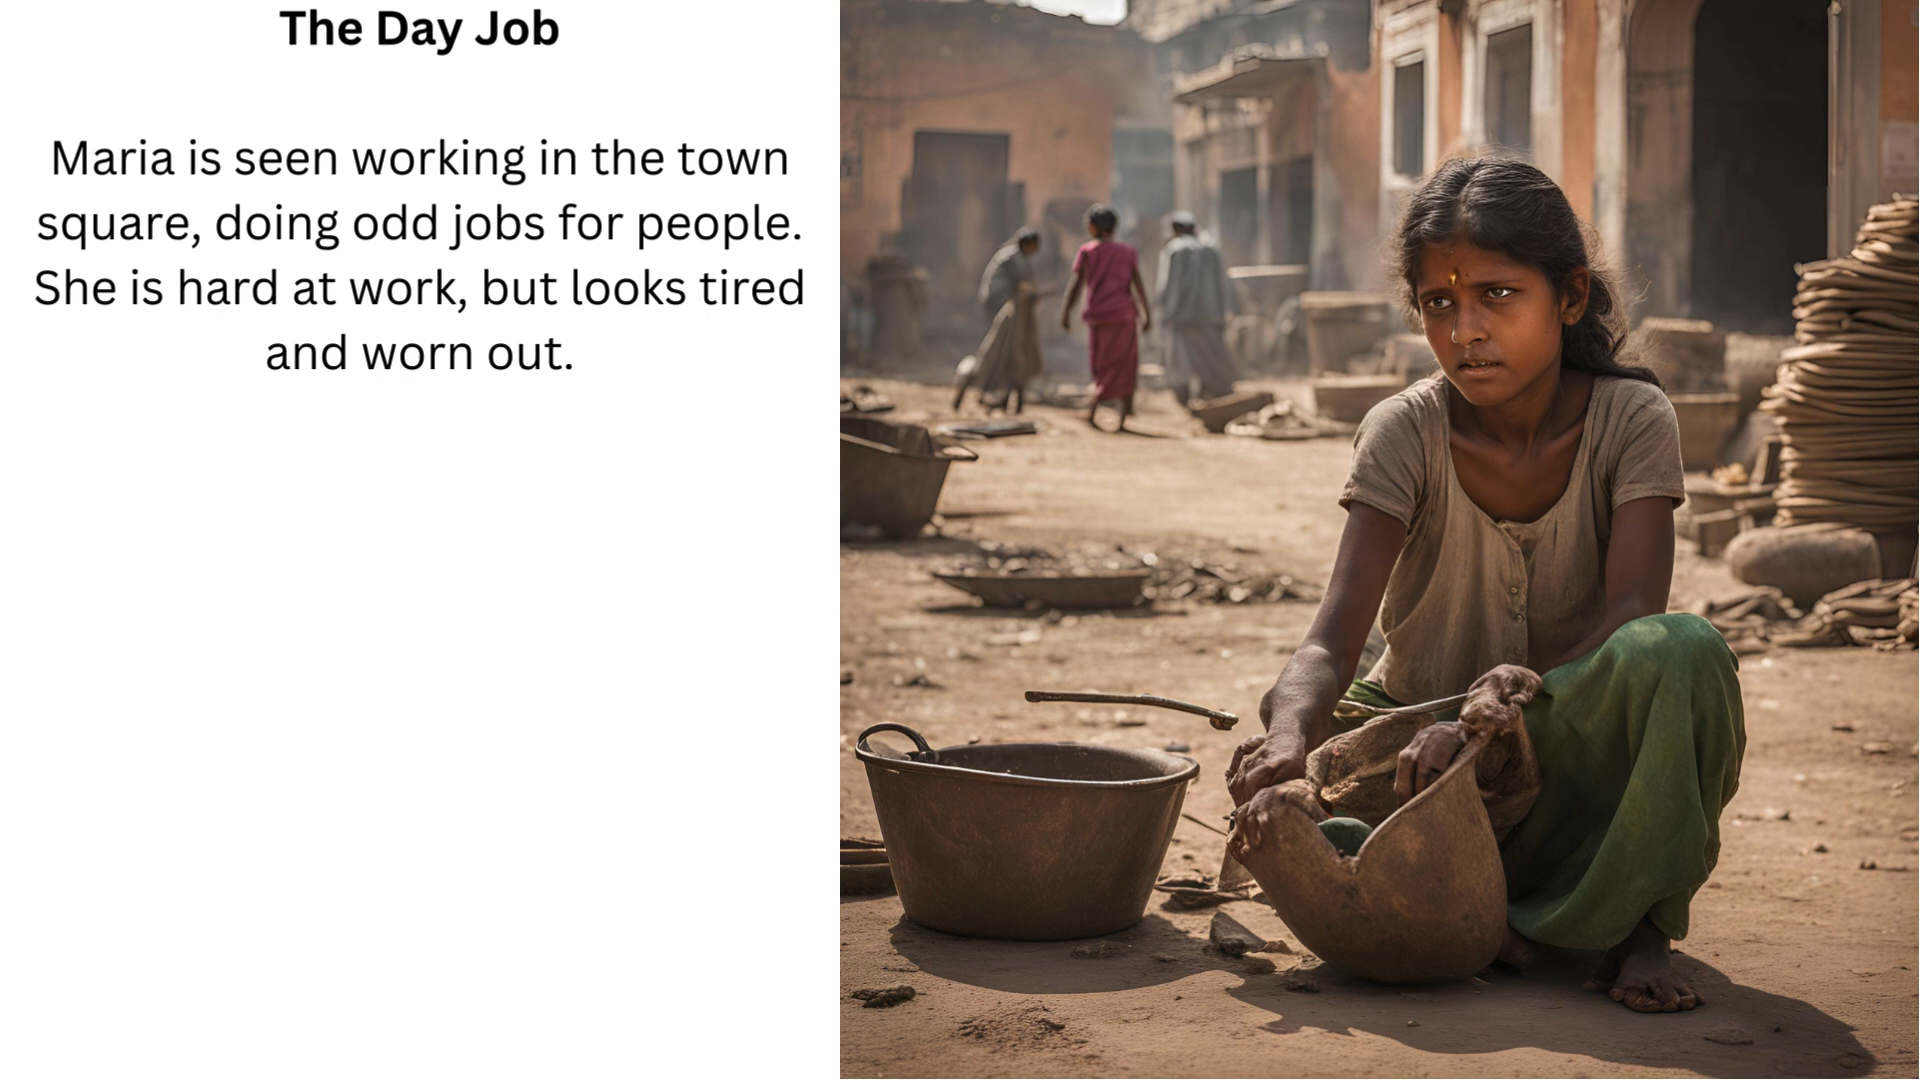 The Day Job
Maria is seen working in the town
square, doing odd jobs for people.
She is hard at work, but looks tired
and worn out.